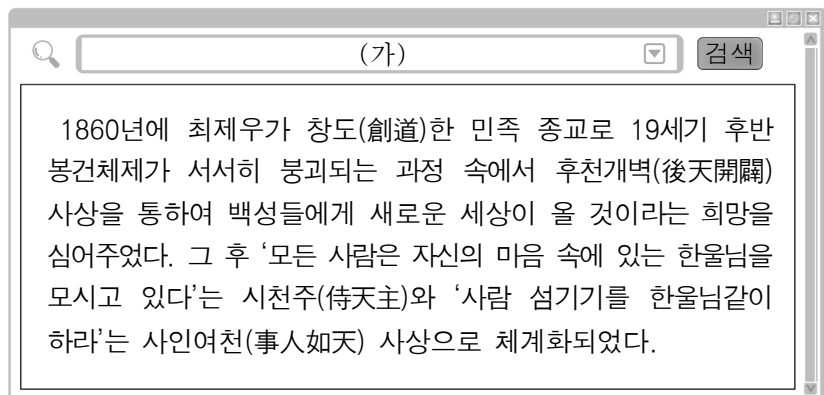 (가)
검색
1860년에 최제우가 창도(創道)한 민족 종교로 19세기 후반
봉건체제가 서서히 붕괴되는 과정 속에서 후천개벽(後天開闢)
사상을 통하여 백성들에게 새로운 세상이 올 것이라는 희망을
심어주었다. 그 후 ‘모든 사람은 자신의 마음 속에 있는 한울님을
모시고 있다’는 시천주(侍天主)와 ‘사람 섬기기를 한울님같이
하라’는 사인여천(事人如天) 사상으로 체계화되었다.